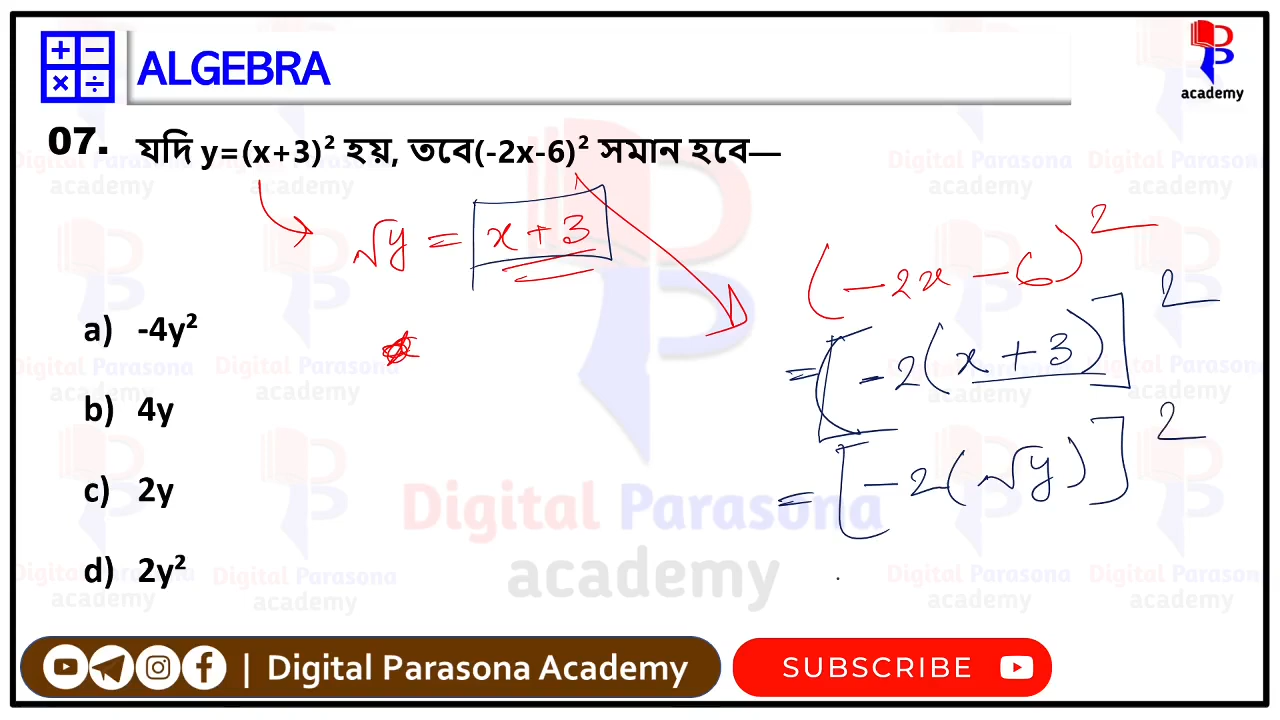 ALGEBRA
academy
07. যদি y=(x+3)² হয়, তবে(-2x-6)² সমান হবে—
√y = x + 3
(-2x - 6)²
a) -4y²
= [-2(x + 3)]²
b) 4y
= [-2(√y)]²
c) 2y
d) 2y²
Digital Parasona
academy
| Digital Parasona Academy
SUBSCRIBE